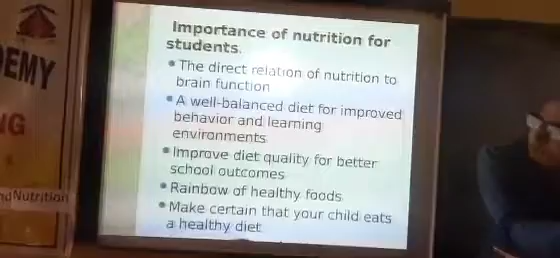 Importance of nutrition for
students.
• The direct relation of nutrition to
brain function
• A well-balanced diet for improved
behavior and learning
environments
• Improve diet quality for better
school outcomes
• Rainbow of healthy foods
• Make certain that your child eats
a healthy diet
EMY
NG
nd Nutrition